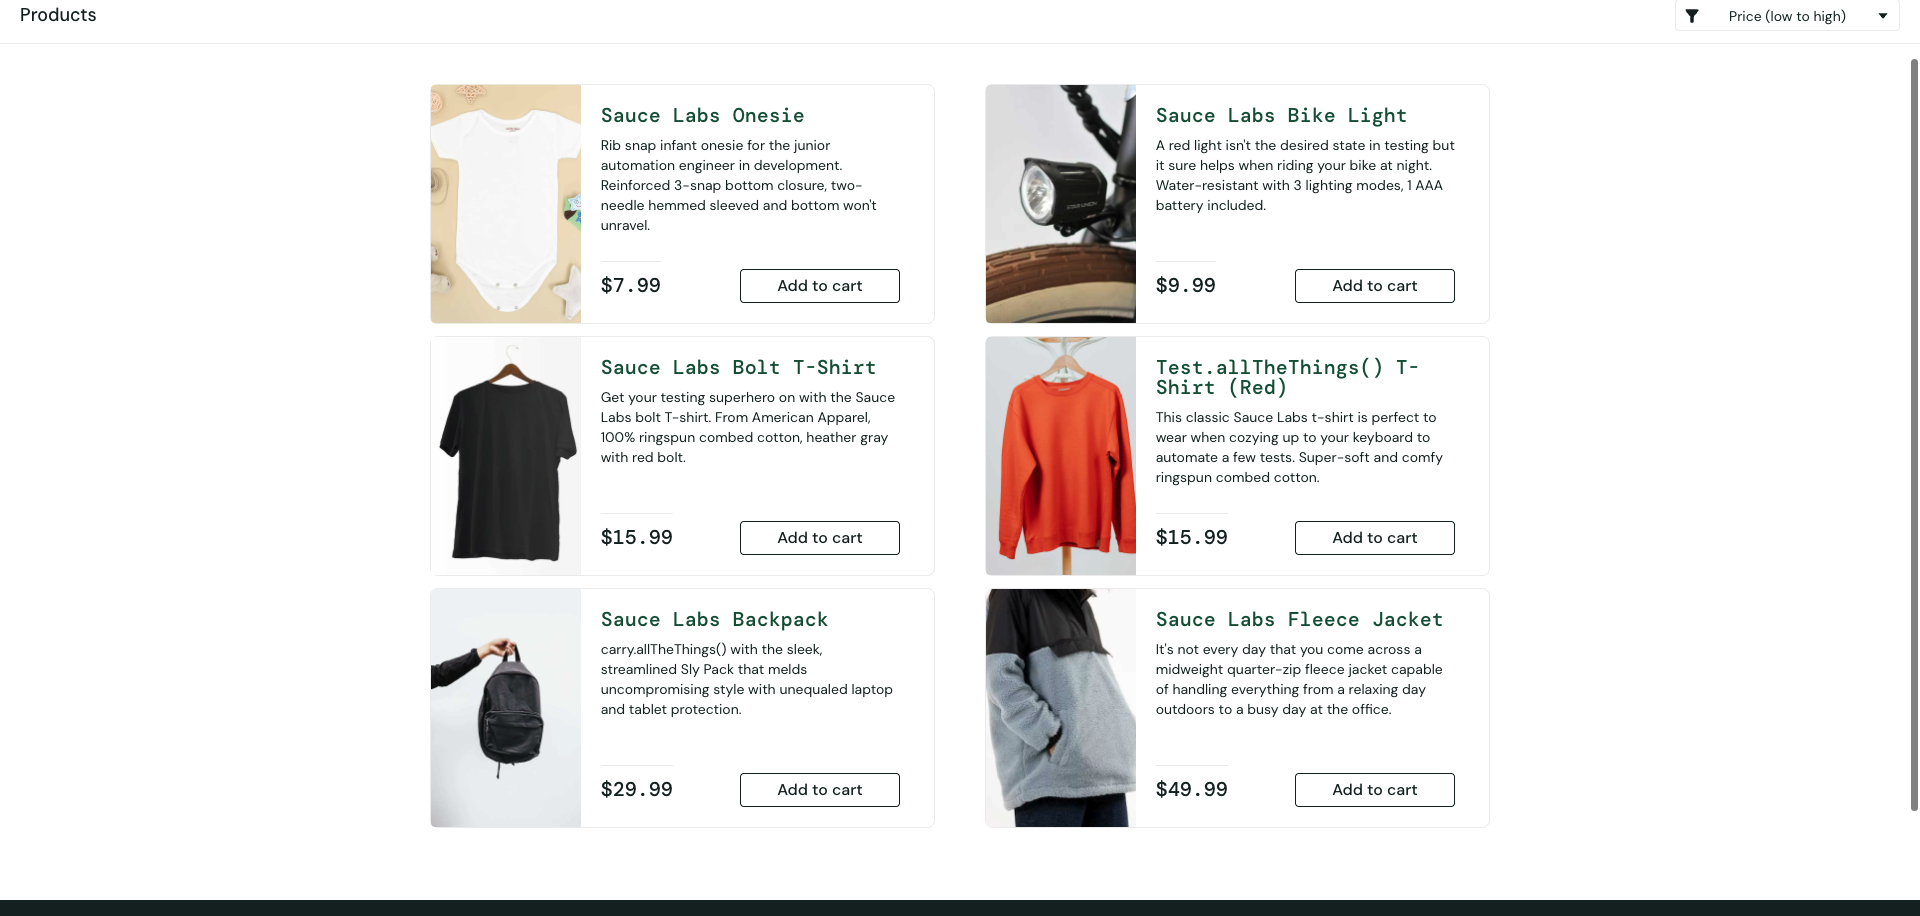 Products
Price (low to high)
Sauce Labs Onesie
Rib snap infant onesie for the junior
automation engineer in development.
Reinforced 3-snap bottom closure, two-
needle hemmed sleeved and bottom won't
unravel.
$7.99
Add to cart
Sauce Labs Bike Light
A red light isn't the desired state in testing but
it sure helps when riding your bike at night.
Water-resistant with 3 lighting modes, 1 AAA
battery included.
$9.99
Add to cart
Sauce Labs Bolt T-Shirt
Get your testing superhero on with the Sauce
Labs bolt T-shirt. From American Apparel,
100% ringspun combed cotton, heather gray
with red bolt.
$15.99
Add to cart
Test.allTheThings() T-
Shirt (Red)
This classic Sauce Labs t-shirt is perfect to
wear when cozying up to your keyboard to
automate a few tests. Super-soft and comfy
ringspun combed cotton.
$15.99
Add to cart
Sauce Labs Backpack
carry.allTheThings() with the sleek,
streamlined Sly Pack that melds
uncompromising style with unequaled laptop
and tablet protection.
$29.99
Add to cart
Sauce Labs Fleece Jacket
It's not every day that you come across a
midweight quarter-zip fleece jacket capable
of handling everything from a relaxing day
outdoors to a busy day at the office.
$49.99
Add to cart